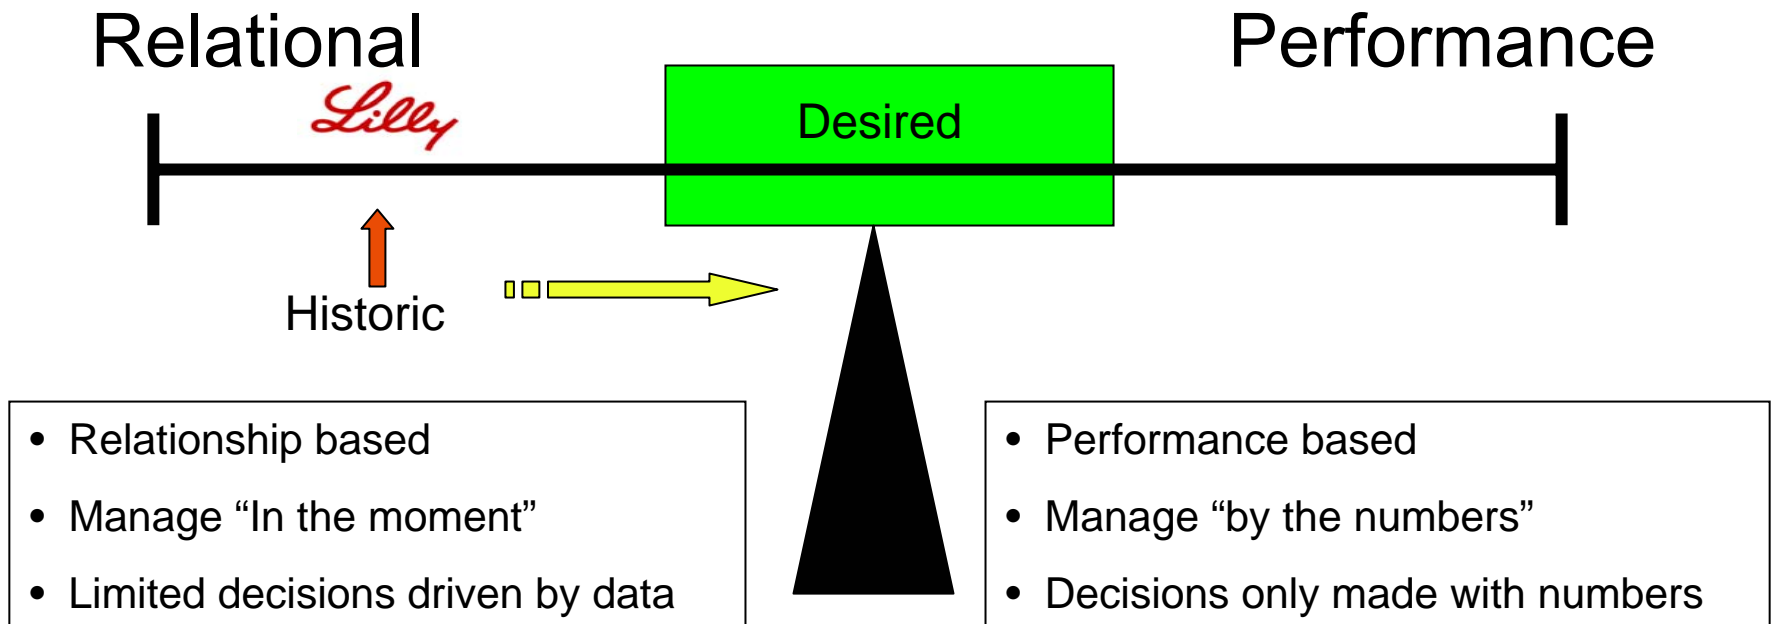 Relational
Performance
Lilly
Desired
Historic
• Relationship based
• Manage “In the moment”
• Limited decisions driven by data
• Performance based
• Manage “by the numbers”
• Decisions only made with numbers